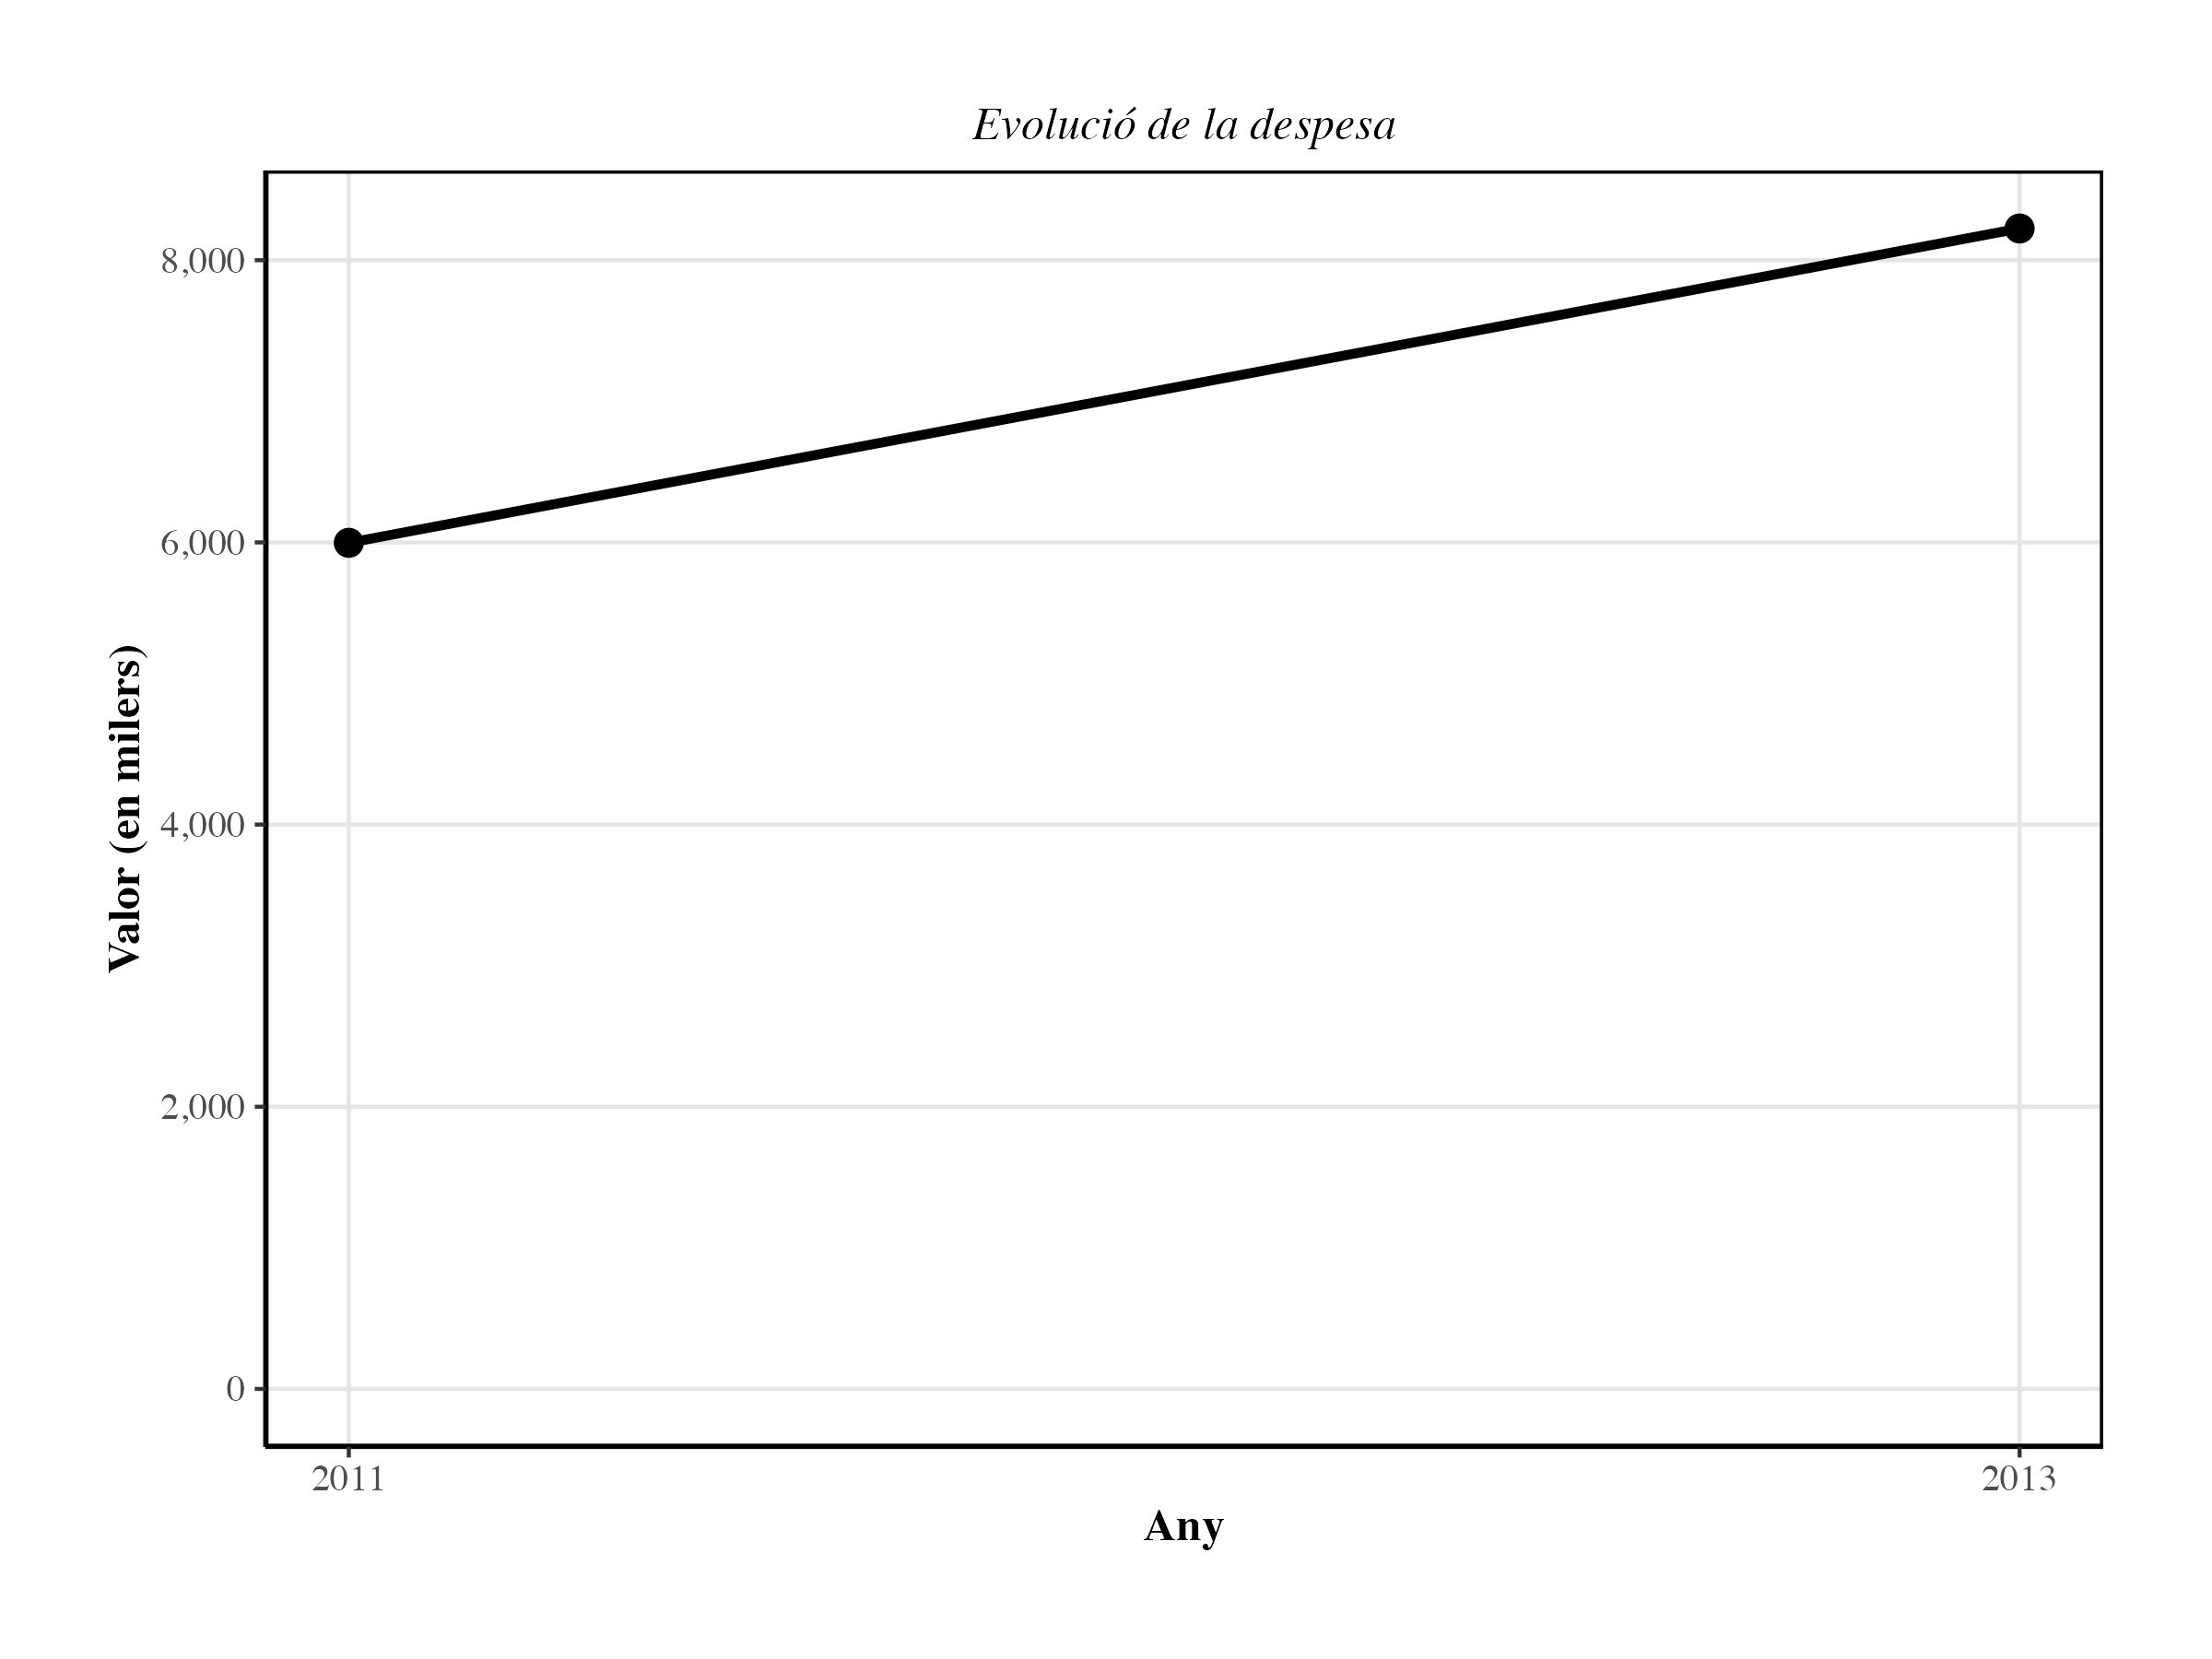 Evolució de la despesa
8,000
6,000
4,000
2,000
0
Valor (en milers)
2011
2013
Any